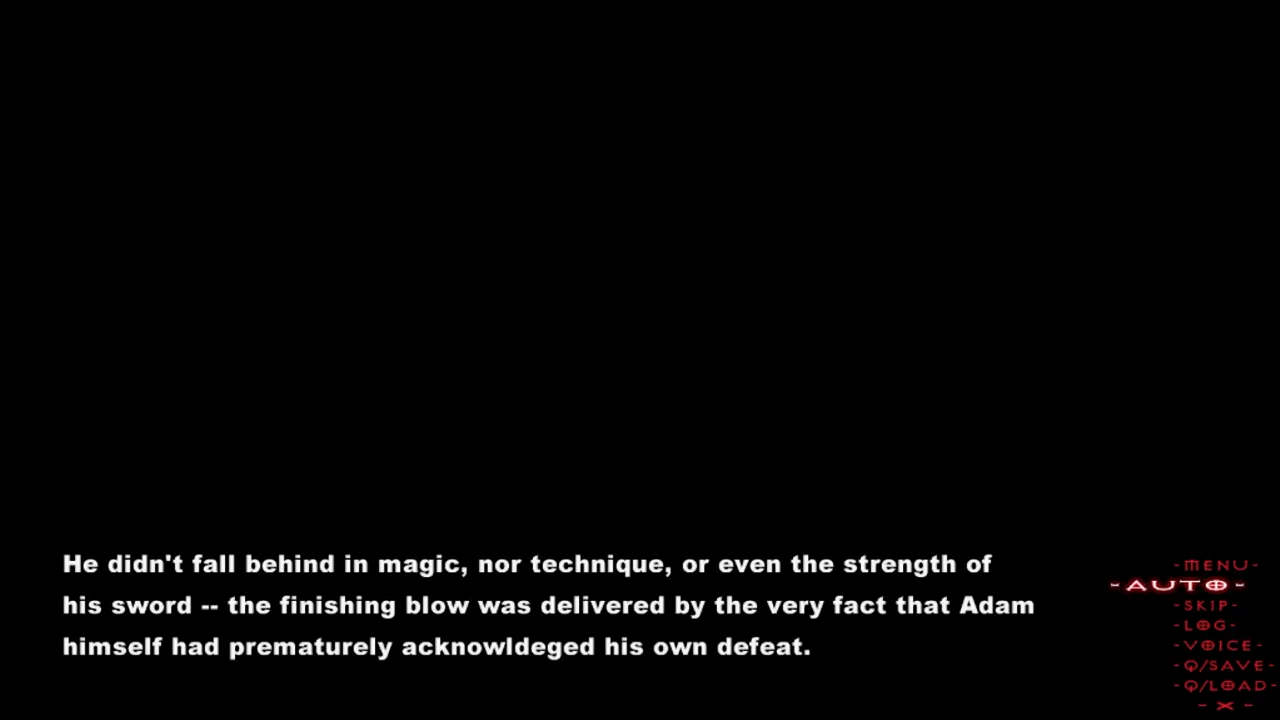 He didn't fall behind in magic, nor technique, or even the strength of
his sword -- the finishing blow was delivered by the very fact that Adam
himself had prematurely acknowldeged his own defeat.
-MENU-
-AUTO-
-SKIP-
-LOG-
-VOICE-
-Q/SAVE-
-Q/LOAD-
-X-